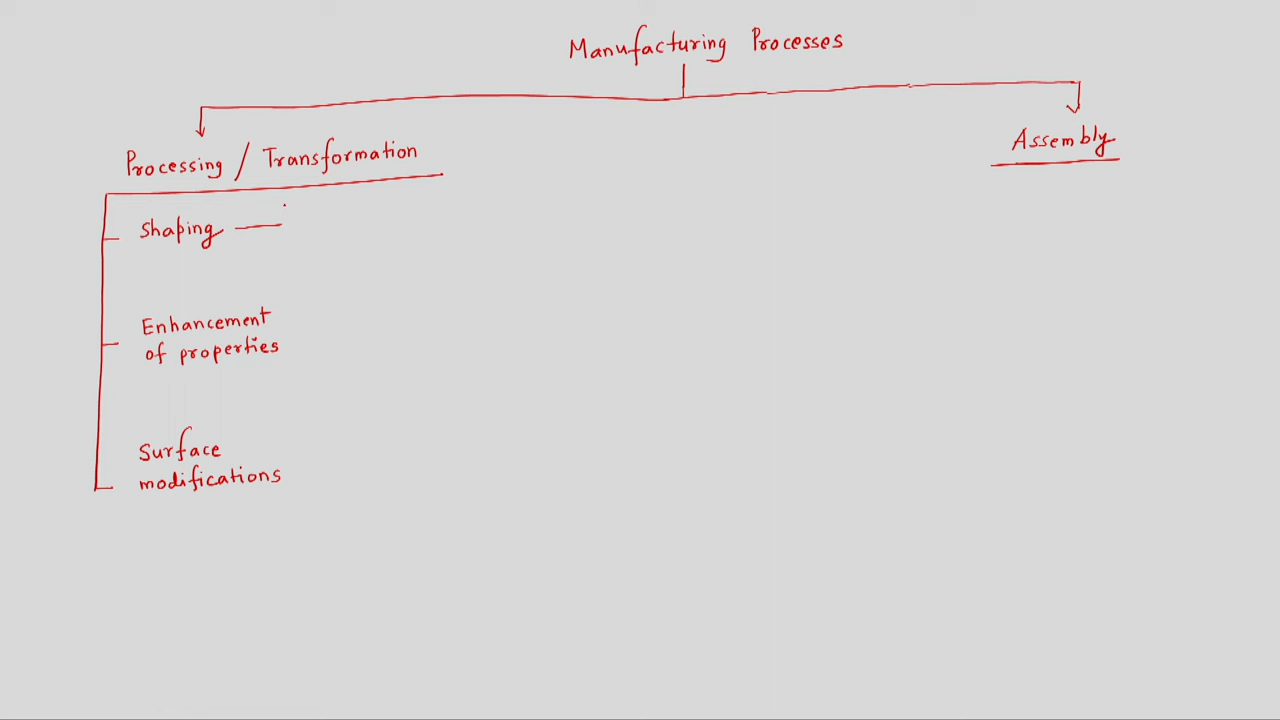 Manufacturing Processes
Processing / Transformation
Assembly
Shaping
Enhancement
of properties
Surface
modifications